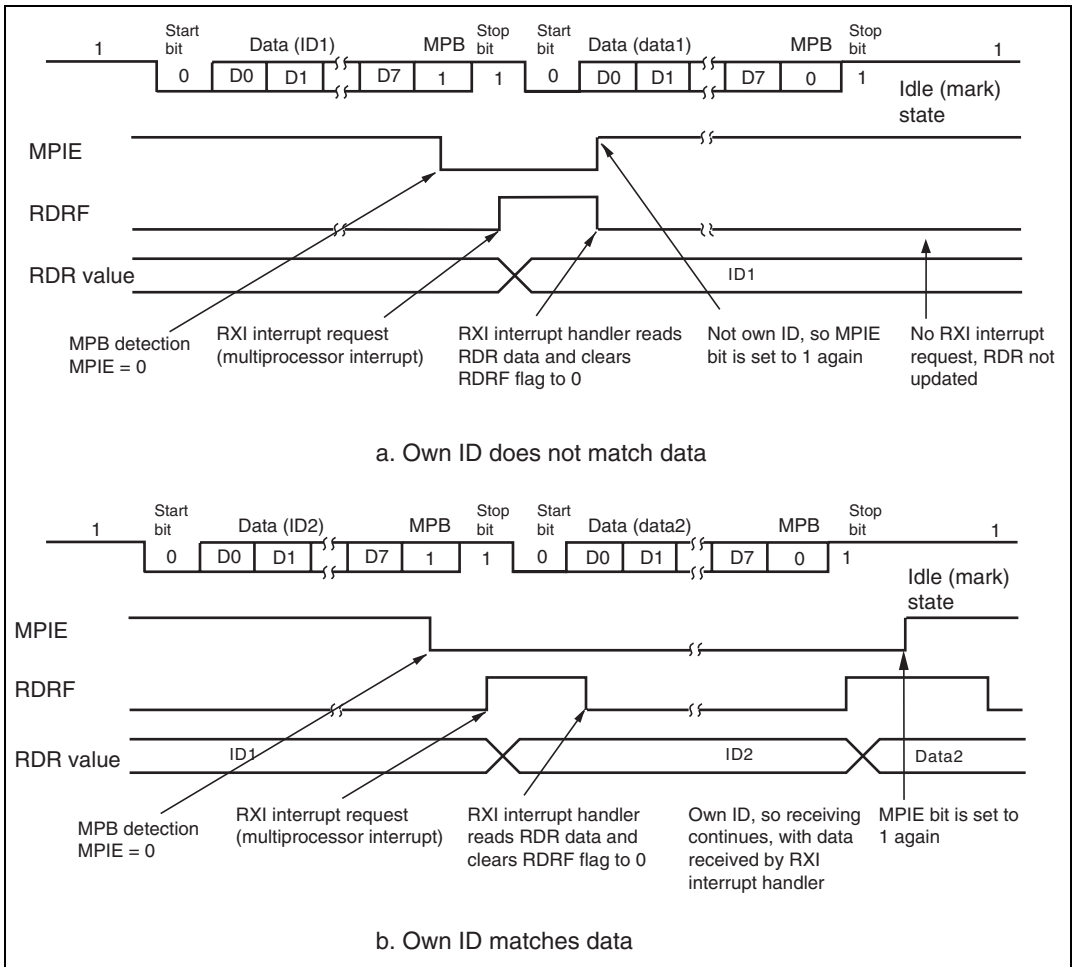 Start bit
Data (ID1)
MPB
Stop bit
Start bit
Data (data1)
MPB
Stop bit
1
1
0
D0
D1
D7
1
1
0
D0
D1
D7
0
1
Idle (mark) state
MPIE
RDRF
RDR value
ID1
MPB detection
MPIE = 0
RXI interrupt request
(multiprocessor interrupt)
RXI interrupt handler reads
RDR data and clears
RDRF flag to 0
Not own ID, so MPIE
bit is set to 1 again
No RXI interrupt
request, RDR not
updated
a. Own ID does not match data
Start bit
Data (ID2)
MPB
Stop bit
Start bit
Data (data2)
MPB
Stop bit
1
1
0
D0
D1
D7
1
1
0
D0
D1
D7
0
1
Idle (mark) state
MPIE
RDRF
RDR value
ID1
ID2
Data2
MPB detection
MPIE = 0
RXI interrupt request
(multiprocessor interrupt)
RXI interrupt handler
reads RDR data and
clears RDRF flag to 0
Own ID, so receiving
continues, with data
received by RXI
interrupt handler
MPIE bit is set to
1 again
b. Own ID matches data